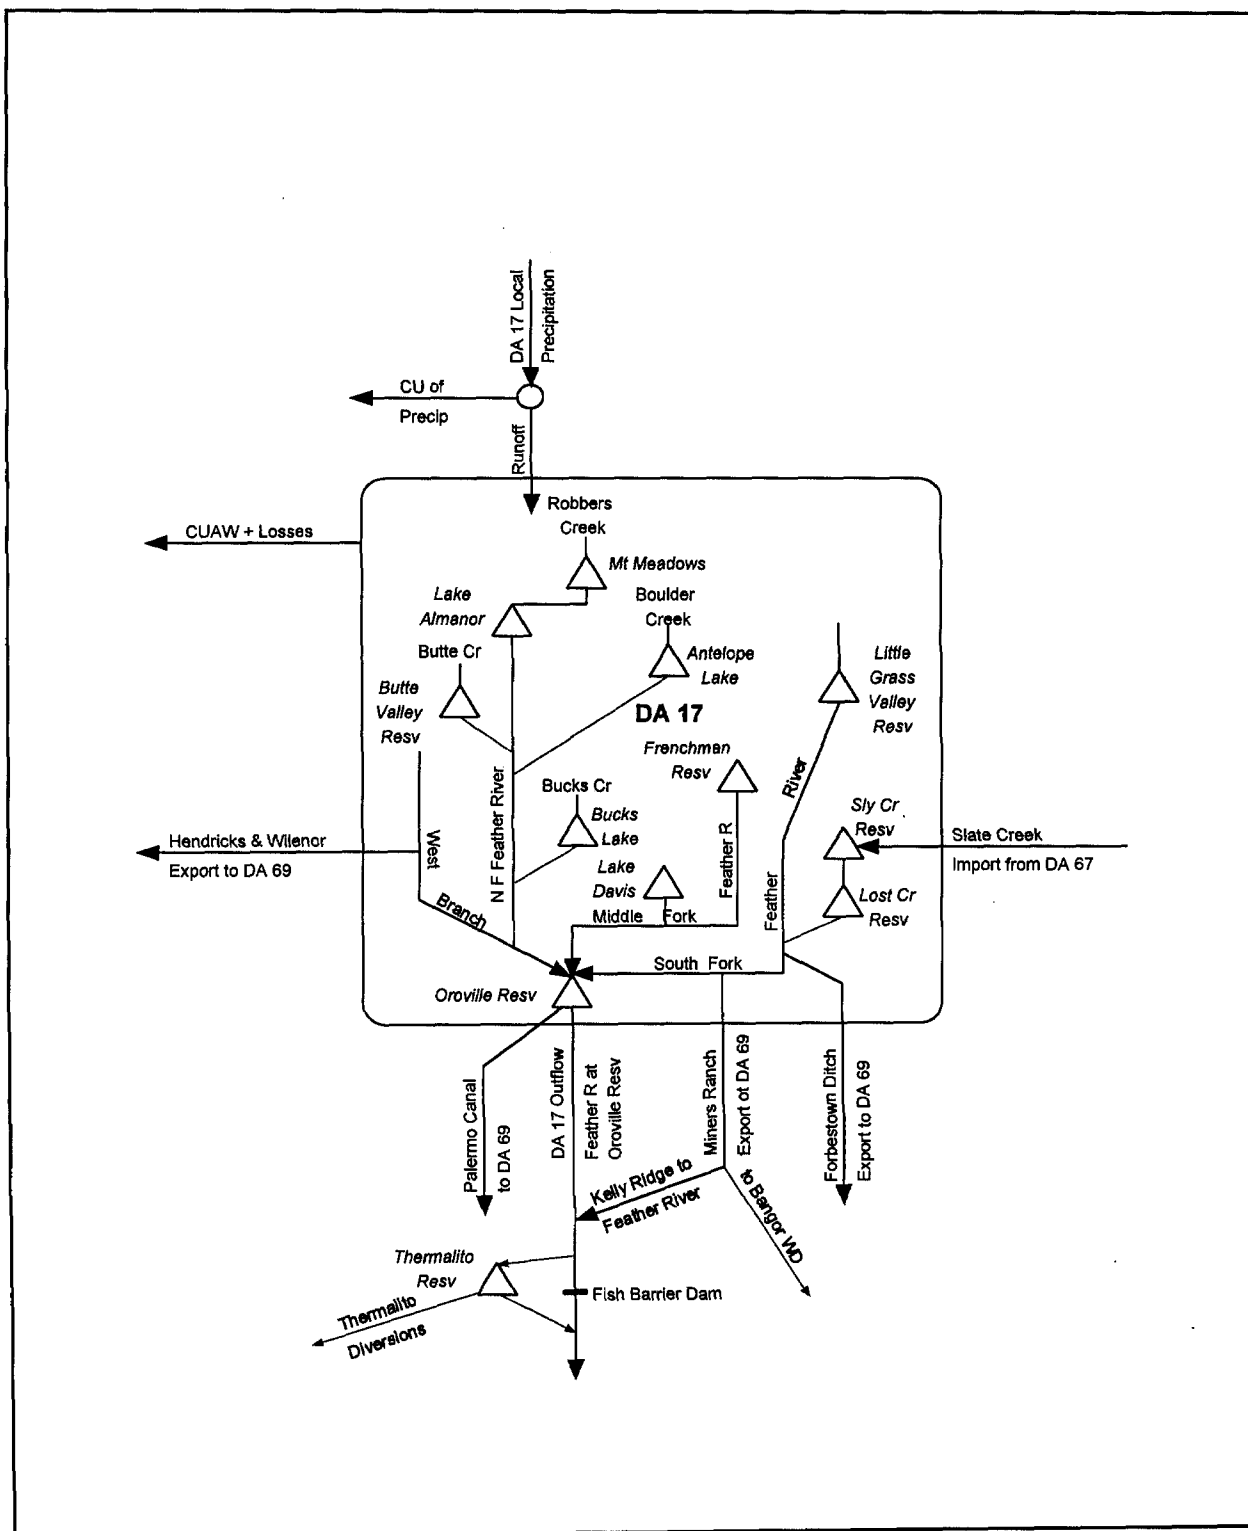 DA 17 Local
Precipitation
CU of
Precip
Runoff
Robbers
Creek
CUAW + Losses
Mt Meadows
Lake
Almanor
Boulder
Creek
Butte Cr
Antelope
Lake
Little
Grass
Valley
Resv
Butte
Valley
Resv
DA 17
Frenchman
Resv
River
N F Feather River
Bucks Cr
Bucks
Lake
Feather R
Sly Cr
Resv
Hendricks & Wilenor
Export to DA 69
West
Branch
Slate Creek
Import from DA 67
Lake
Davis
Middle Fork
Feather
Lost Cr
Resv
South Fork
Oroville Resv
Palermo Canal
to DA 69
DA 17 Outflow
Feather R at
Oroville Resv
Miners Ranch
Export ot DA 69
Forbestown Ditch
Export to DA 69
Kelly Ridge to
Feather River
to Bangor WD
Thermalito
Resv
Fish Barrier Dam
Thermalito
Diversions